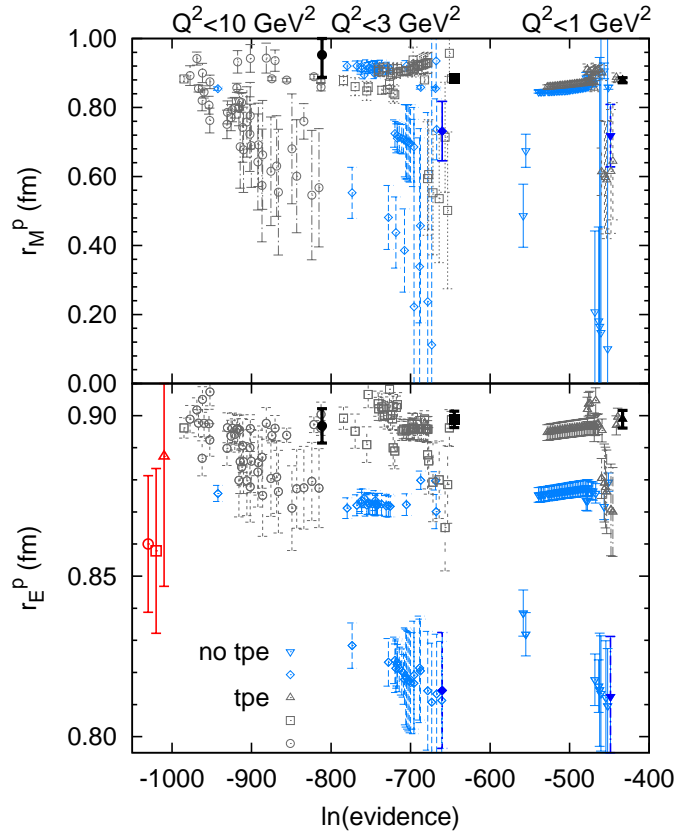 Q²<10 GeV² Q²<3 GeV² Q²<1 GeV²
1.00
0.80
0.60
0.40
0.20
0.00
r_M^p (fm)
0.90
0.85
0.80
r_E^p (fm)
no tpe
tpe
-1000 -900 -800 -700 -600 -500 -400
ln(evidence)